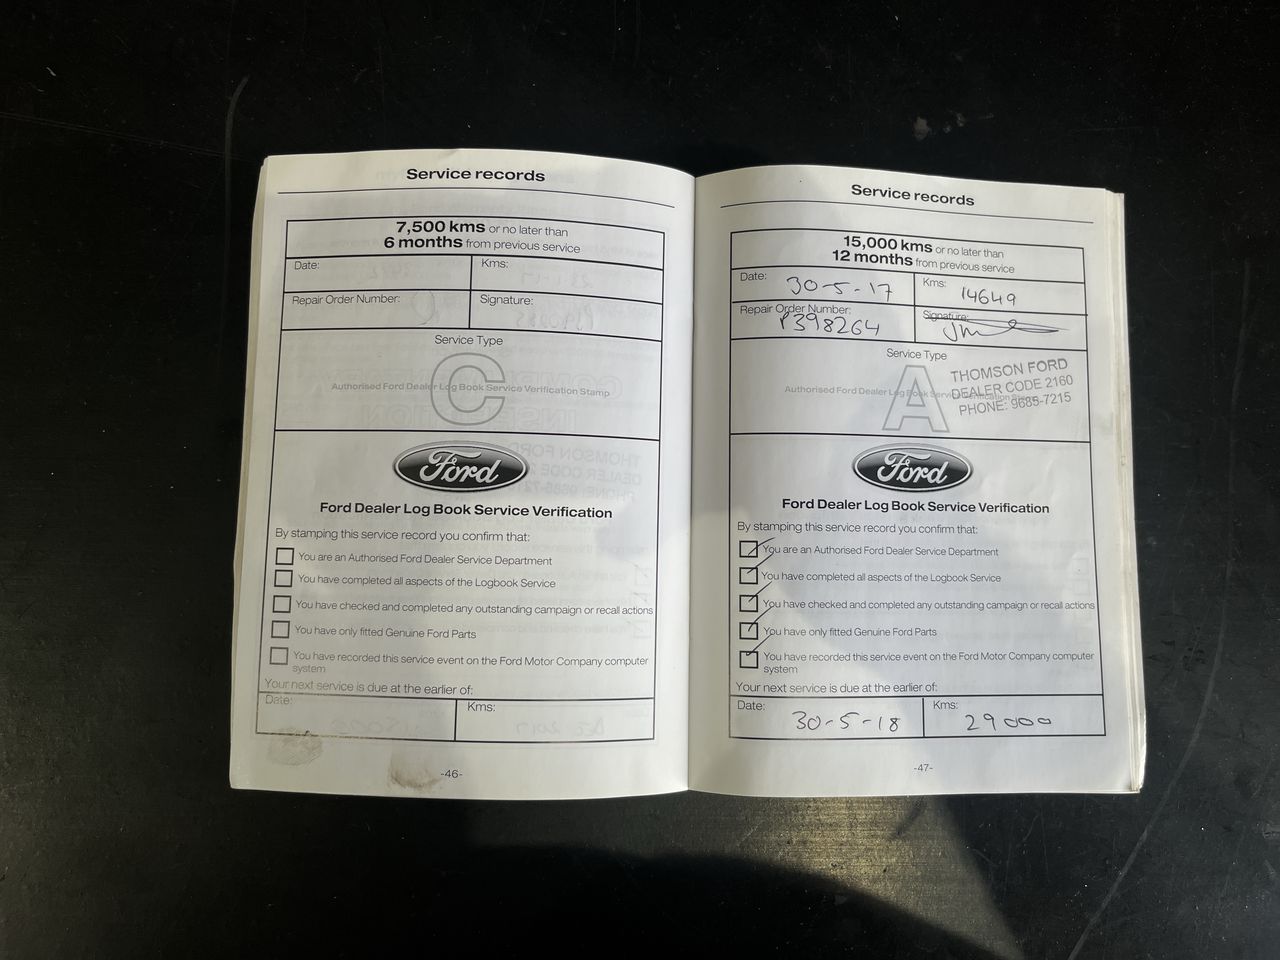 Service records
7,500 kms or no later than
6 months from previous service
Date:
Kms:
Repair Order Number:
Signature:
Service Type
C
Authorised Ford Dealer Log Book Service Verification Stamp
Ford
Ford Dealer Log Book Service Verification
By stamping this service record you confirm that:
You are an Authorised Ford Dealer Service Department
You have completed all aspects of the Logbook Service
You have checked and completed any outstanding campaign or recall actions
You have only fitted Genuine Ford Parts
You have recorded this service event on the Ford Motor Company computer
system
Your next service is due at the earlier of:
Date:
Kms:
-46-
Service records
15,000 kms or no later than
12 months from previous service
Date: 30-5-17
Kms: 14649
Repair Order Number:
P398264
Signature:
Service Type
A
Authorised Ford Dealer Log Book Service Verification Stamp
THOMSON FORD
DEALER CODE 2160
PHONE: 9685-7215
Ford
Ford Dealer Log Book Service Verification
By stamping this service record you confirm that:
You are an Authorised Ford Dealer Service Department
You have completed all aspects of the Logbook Service
You have checked and completed any outstanding campaign or recall actions
You have only fitted Genuine Ford Parts
You have recorded this service event on the Ford Motor Company computer
system
Your next service is due at the earlier of:
Date: 30-5-18
Kms: 29000
-47-